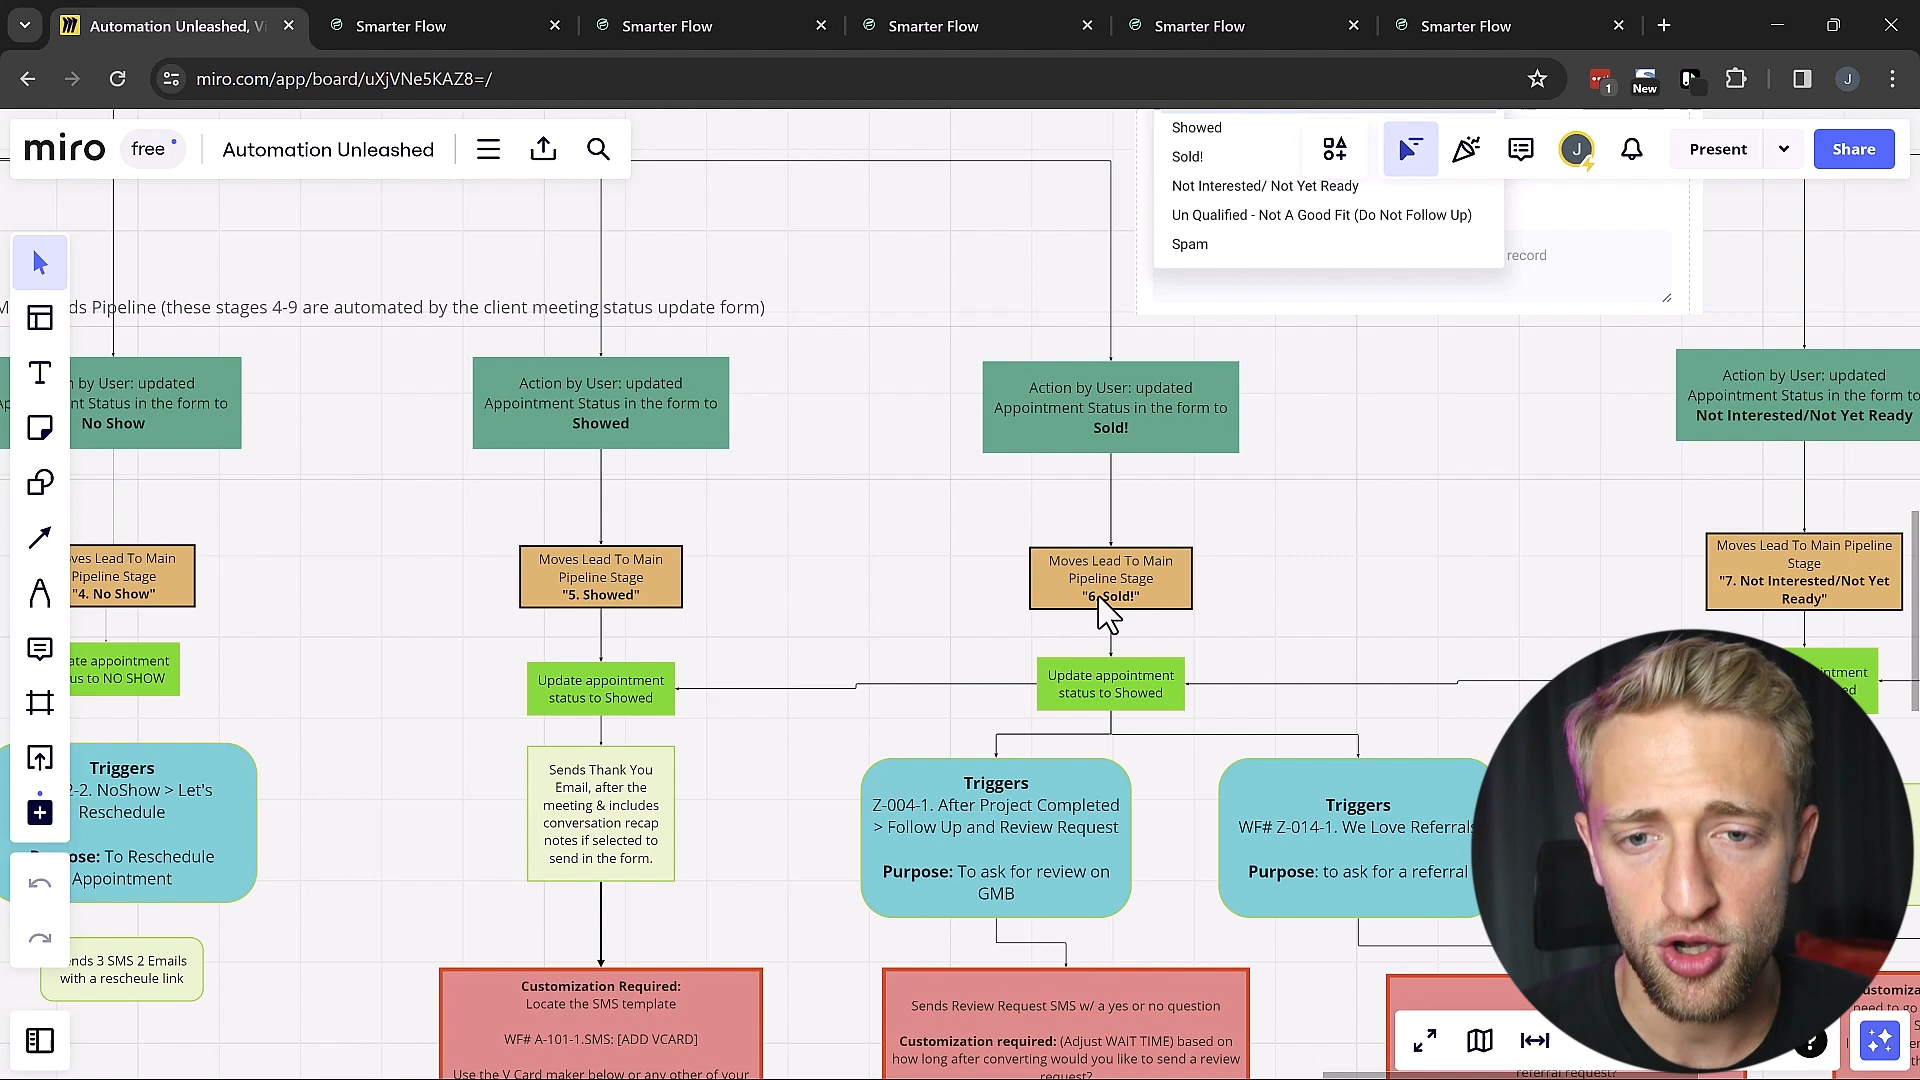 Automation Unleashed, Vi
Smarter Flow
Smarter Flow
Smarter Flow
Smarter Flow
Smarter Flow
miro.com/app/board/uXjVNe5KAZ8=/
1
New
J
miro
free
Automation Unleashed
J
Present
Share
Showed
Sold!
Not Interested/ Not Yet Ready
Un Qualified - Not A Good Fit (Do Not Follow Up)
Spam
record
ds Pipeline (these stages 4-9 are automated by the client meeting status update form)
n by User: updated
nt Status in the form to
No Show
Action by User: updated
Appointment Status in the form to
Showed
Action by User: updated
Appointment Status in the form to
Sold!
Action by User: updated
Appointment Status in the form to
Not Interested/Not Yet Ready
ves Lead To Main
Pipeline Stage
"4. No Show"
Moves Lead To Main
Pipeline Stage
"5. Showed"
Moves Lead To Main
Pipeline Stage
"6. Sold!"
Moves Lead To Main Pipeline
Stage
"7. Not Interested/Not Yet
Ready"
ate appointment
us to NO SHOW
Update appointment
status to Showed
Update appointment
status to Showed
intment
ed
Triggers
2-2. NoShow > Let's
Reschedule
ose: To Reschedule
Appointment
Sends Thank You
Email, after the
meeting & includes
conversation recap
notes if selected to
send in the form.
Triggers
Z-004-1. After Project Completed
> Follow Up and Review Request
Purpose: To ask for review on
GMB
Triggers
WF# Z-014-1. We Love Referrals
Purpose: to ask for a referral
nds 3 SMS 2 Emails
with a rescheule link
Customization Required:
Locate the SMS template
WF# A-101-1.SMS: [ADD VCARD]
Use the V Card maker below or any other of your
Sends Review Request SMS w/ a yes or no question
Customization required: (Adjust WAIT TIME) based on
how long after converting would you like to send a review
request?
ustomiza
need to go
referral request?